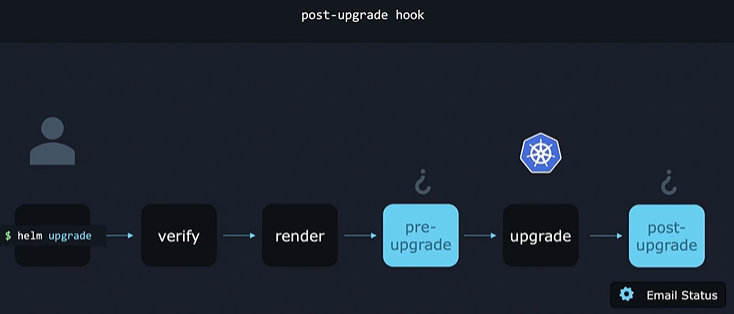 post-upgrade hook
$ helm upgrade
verify
render
pre-
upgrade
upgrade
post-
upgrade
Email Status